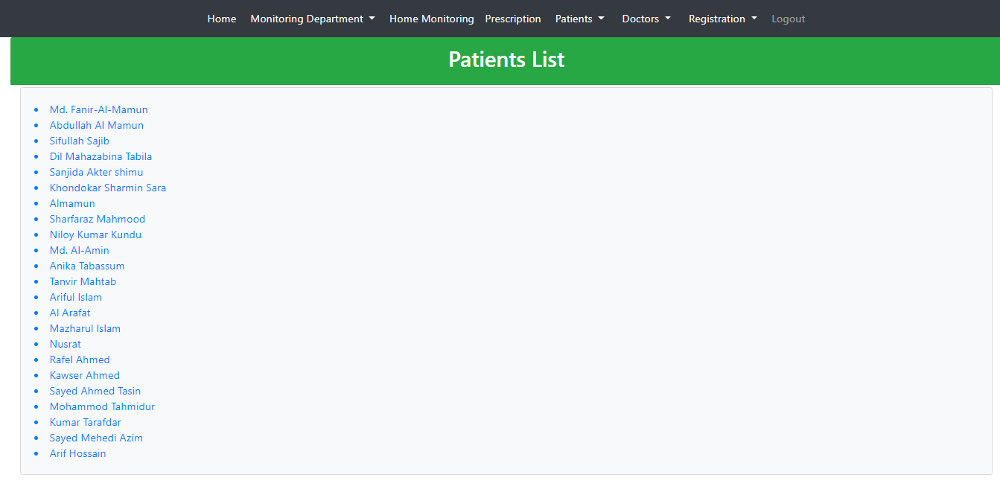 Home Monitoring Department Home Monitoring Prescription Patients Doctors Registration Logout
Patients List
Md. Fanir-Al-Mamun
Abdullah Al Mamun
Sifullah Sajib
Dil Mahazabina Tabila
Sanjida Akter shimu
Khondokar Sharmin Sara
Almamun
Sharfaraz Mahmood
Niloy Kumar Kundu
Md. Al-Amin
Anika Tabassum
Tanvir Mahtab
Ariful Islam
Al Arafat
Mazharul Islam
Nusrat
Rafel Ahmed
Kawser Ahmed
Sayed Ahmed Tasin
Mohammod Tahmidur
Kumar Tarafdar
Sayed Mehedi Azim
Arif Hossain